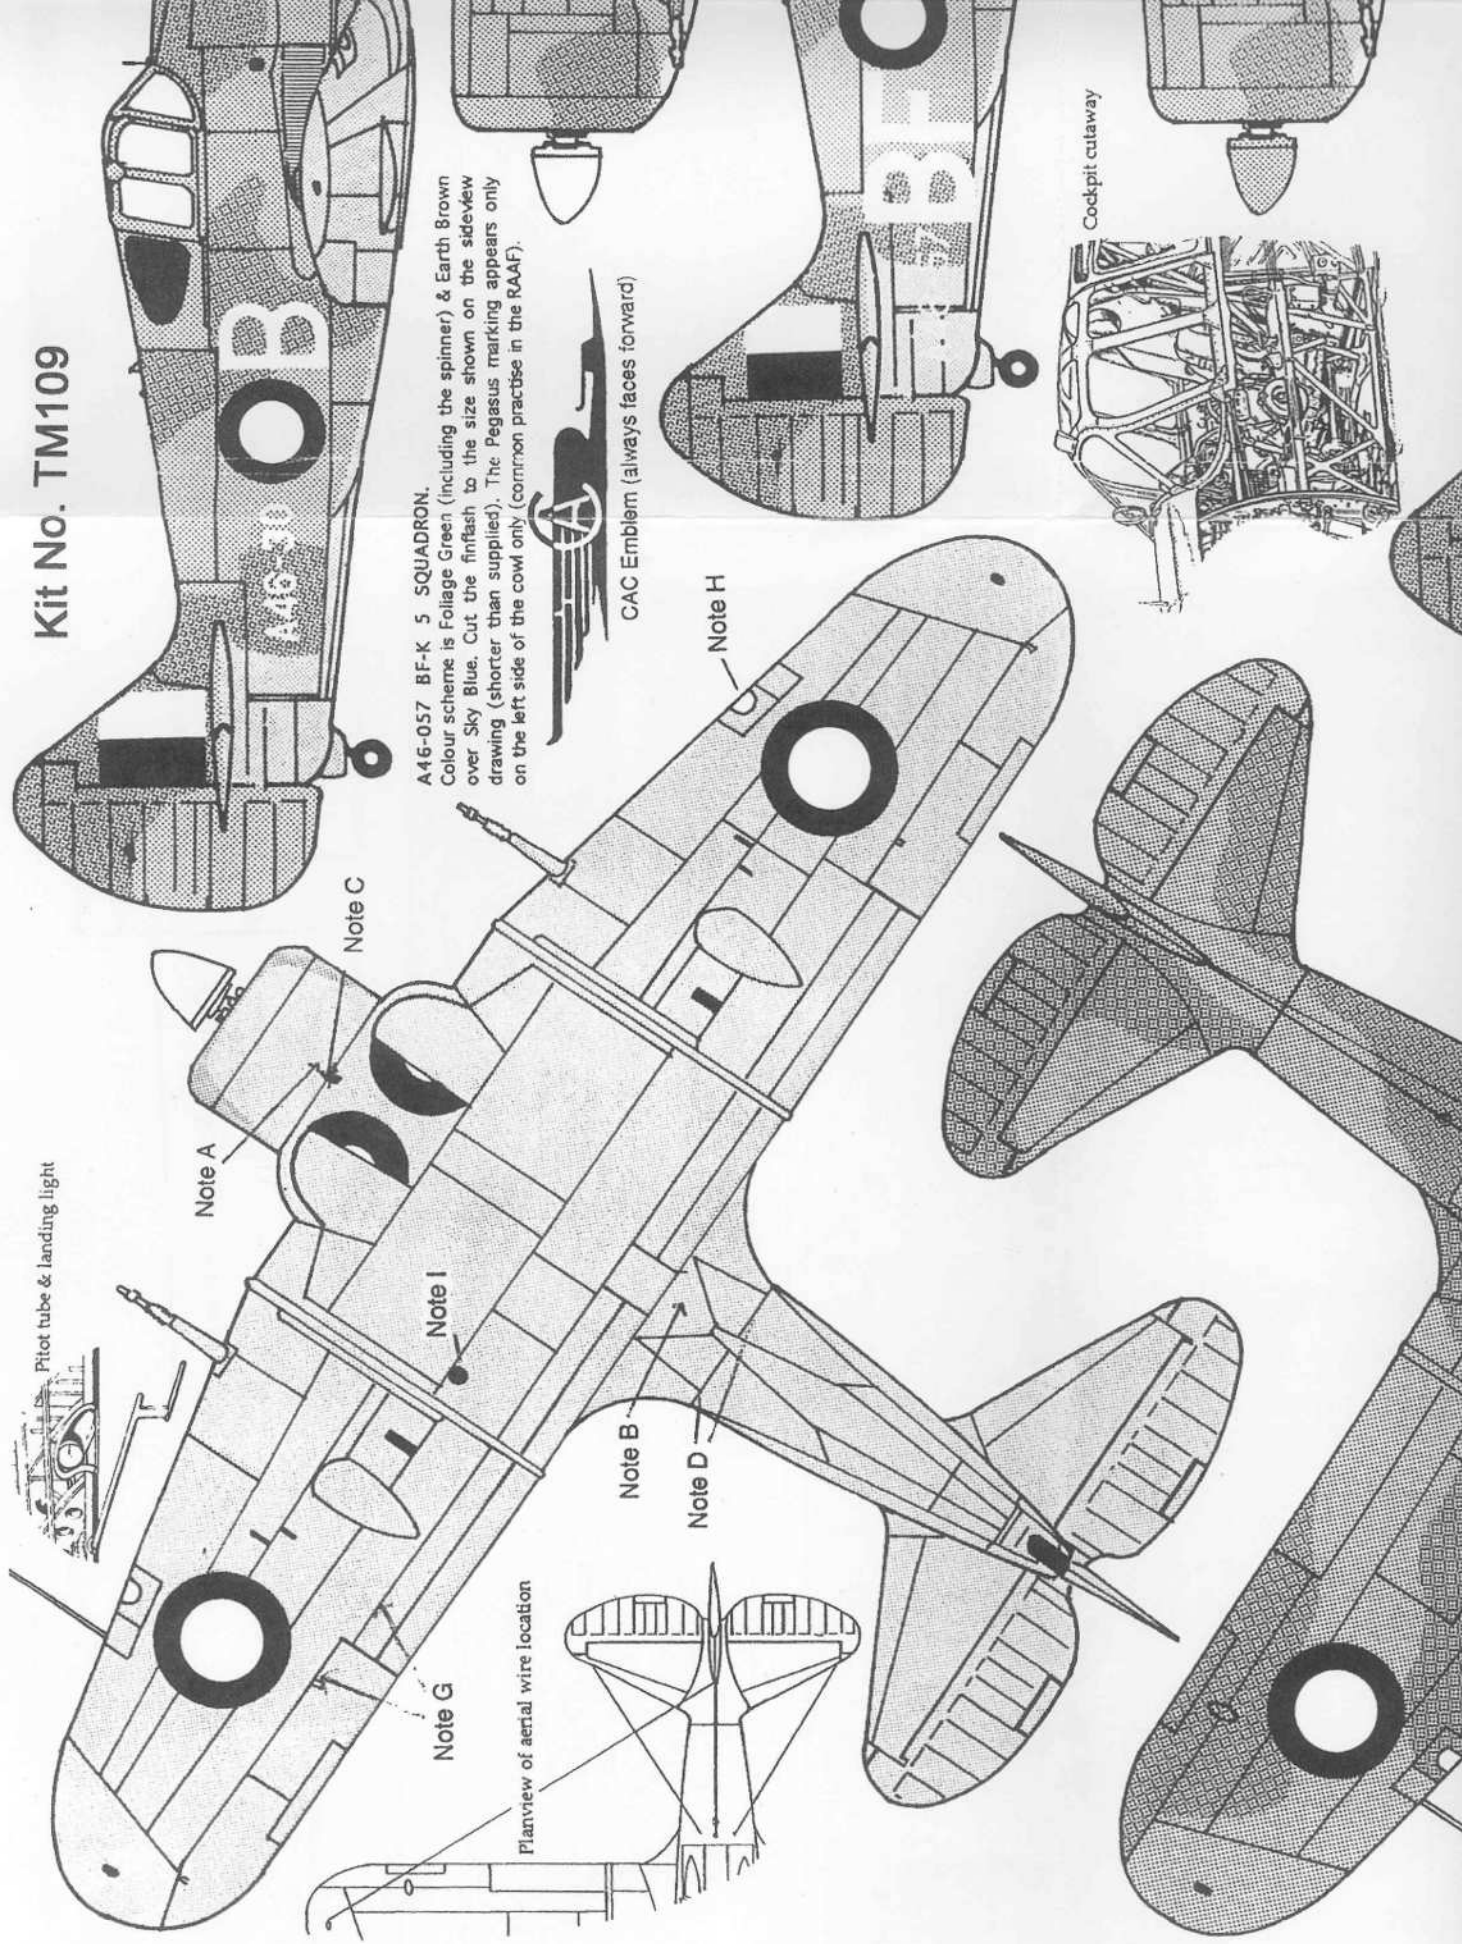 Kit No. TM109
B
A46-30
A46-057 BF-K 5 SQUADRON.
Colour scheme is Foliage Green (including the spinner) & Earth Brown
over Sky Blue. Cut the finflash to the size shown on the sideview
drawing (shorter than supplied). The Pegasus marking appears only
on the left side of the cowl only (common practise in the RAAF).
CA
CAC Emblem (always faces forward)
BF
57
Cockpit cutaway
Note H
Note C
Note A
Pitot tube & landing light
Note I
Note B
Note D
Note G
Planview of aerial wire location